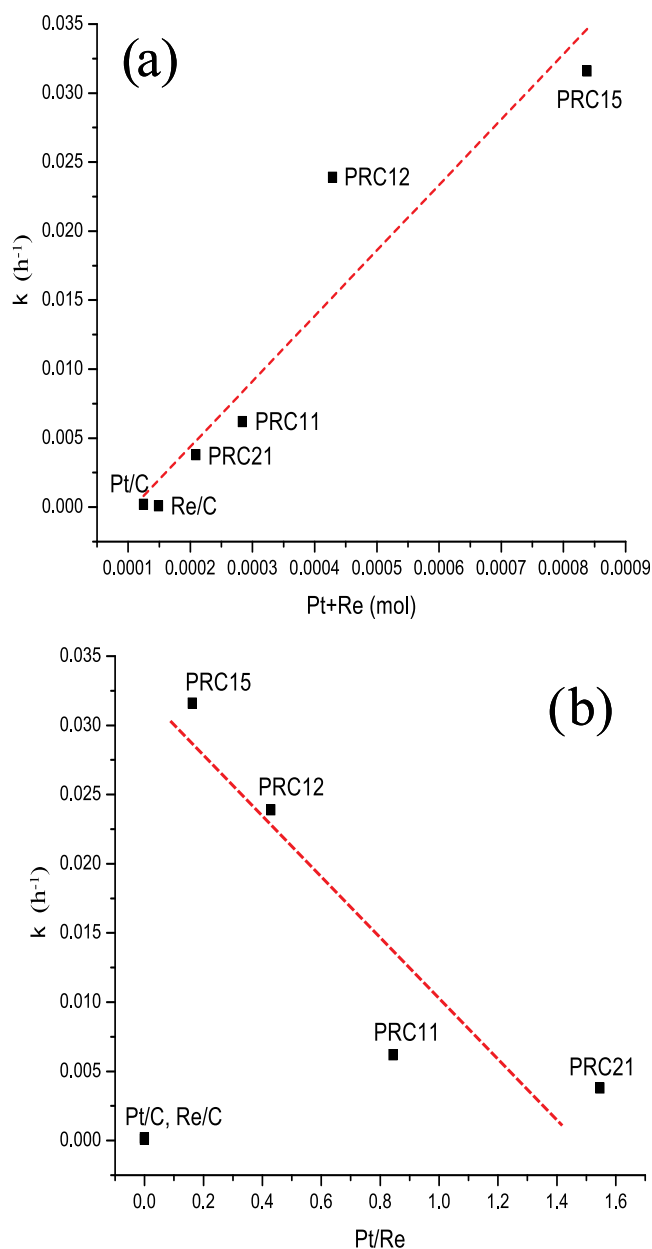 (a)
0.035
0.030
0.025
0.020
0.015
0.010
0.005
0.000
k (h⁻¹)
PRC15
PRC12
PRC11
PRC21
Pt/C
Re/C
0.0001 0.0002 0.0003 0.0004 0.0005 0.0006 0.0007 0.0008 0.0009
Pt+Re (mol)
(b)
0.035
0.030
0.025
0.020
0.015
0.010
0.005
0.000
k (h⁻¹)
PRC15
PRC12
PRC11
PRC21
Pt/C, Re/C
0.0 0.2 0.4 0.6 0.8 1.0 1.2 1.4 1.6
Pt/Re